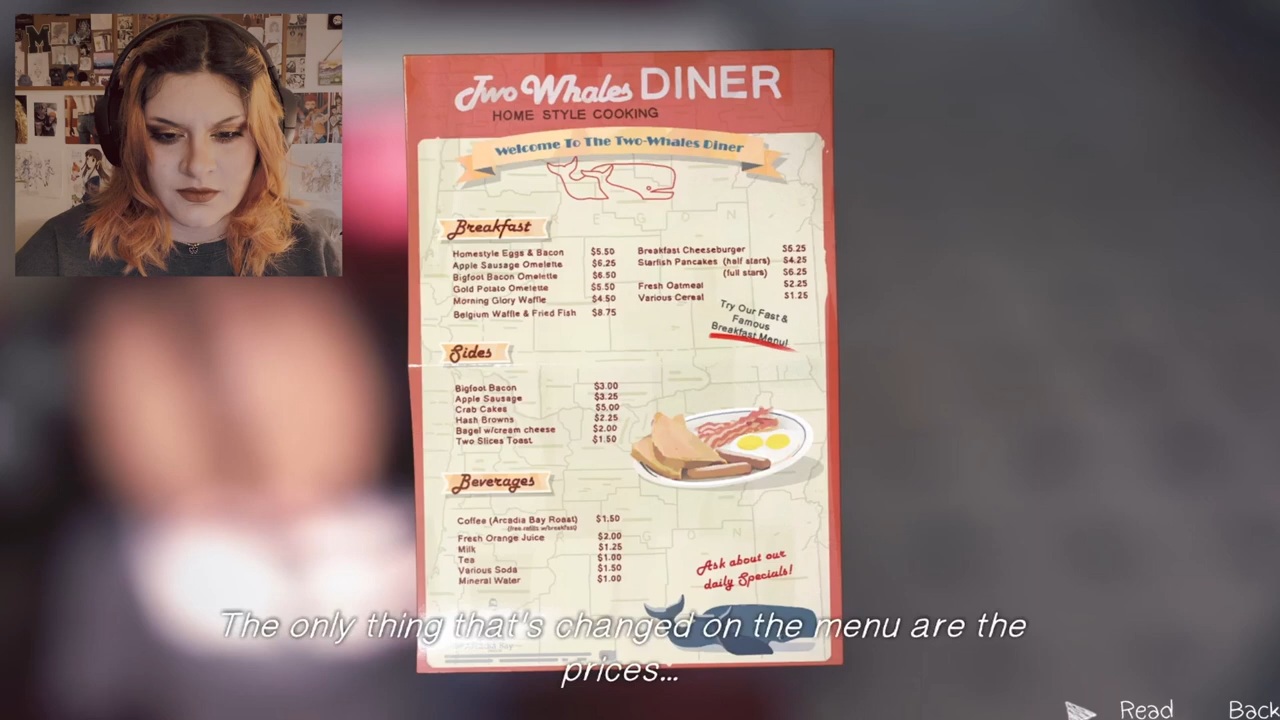 Two Whales DINER
HOME STYLE COOKING
Welcome To The Two-Whales Diner
OREGON
Breakfast
Homestyle Eggs & Bacon $5.50
Apple Sausage Omelette $6.25
Bigfoot Bacon Omelette $6.50
Gold Potato Omelette $5.50
Morning Glory Waffle $4.50
Belgium Waffle & Fried Fish $8.75
Breakfast Cheeseburger $5.25
Starfish Pancakes (half stars) $4.25
(full stars) $6.25
Fresh Oatmeal $2.25
Various Cereal $1.25
Try Our Fast &
Famous
Breakfast Menu!
Sides
Bigfoot Bacon $3.00
Apple Sausage $3.25
Crab Cakes $5.00
Hash Browns $2.25
Bagel w/cream cheese $2.00
Two Slices Toast $1.50
Beverages
Coffee (Arcadia Bay Roast) $1.50
(free refills w/breakfast)
Fresh Orange Juice $2.00
Milk $1.25
Tea $1.00
Various Soda $1.50
Mineral Water $1.00
Ask about our
daily Specials!
The only thing that's changed on the menu are the
prices...
Read Back